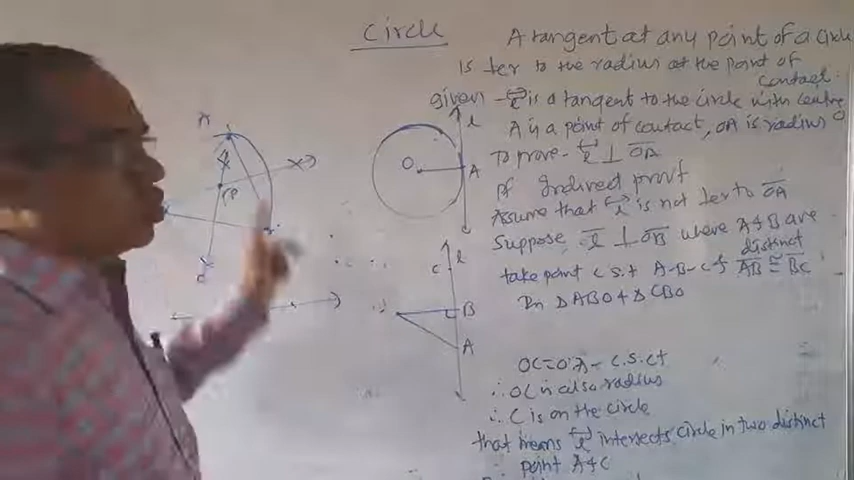 Circle
A tangent at any point of a Circle
is ter to the radius at the point of
contact.
given l is a tangent to the circle with centre O
A is a point of contact, OA is radius
To prove - l ⊥ OA
Pf Indirect proof
Assume that l is not ter to OA
Suppose l ⊥ OB where A & B are
distinct
take point C s.t A-B-C & AB ≅ BC
In Δ ABO & Δ CBO
OC = OA - C.S.C.t
∴ OC is also radius
∴ C is on the circle
that means l intersects circle in two distinct
∴ point A & C
A
P
C
O
A
l
l
C
B
A